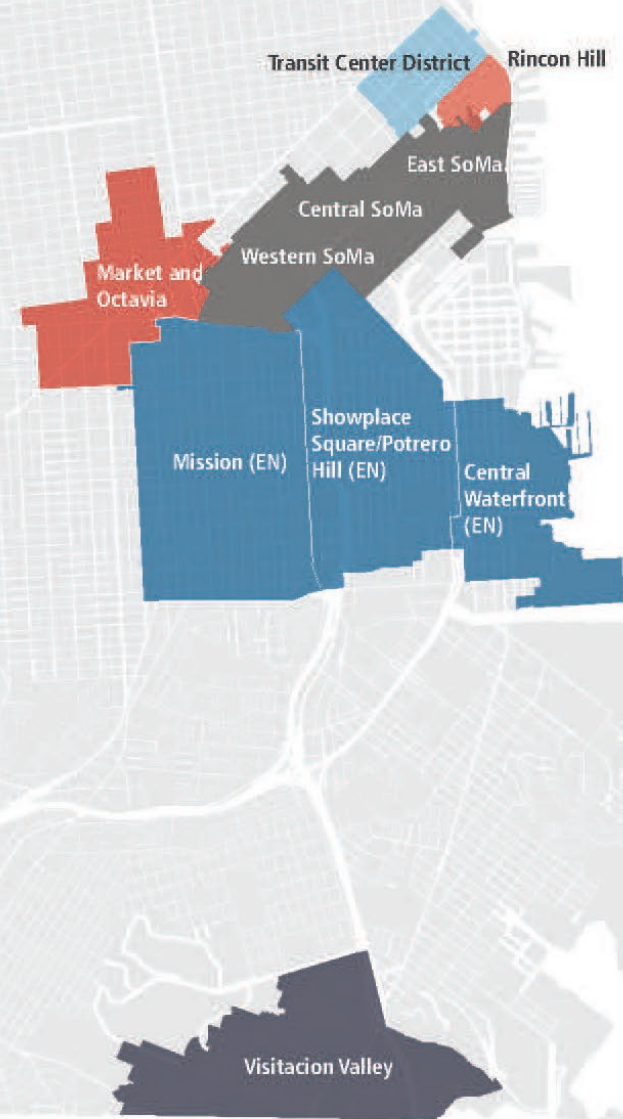 Transit Center District
Rincon Hill
East SoMa
Central SoMa
Western SoMa
Market and
Octavia
Showplace
Square/Potrero
Hill (EN)
Mission (EN)
Central
Waterfront
(EN)
Visitacion Valley